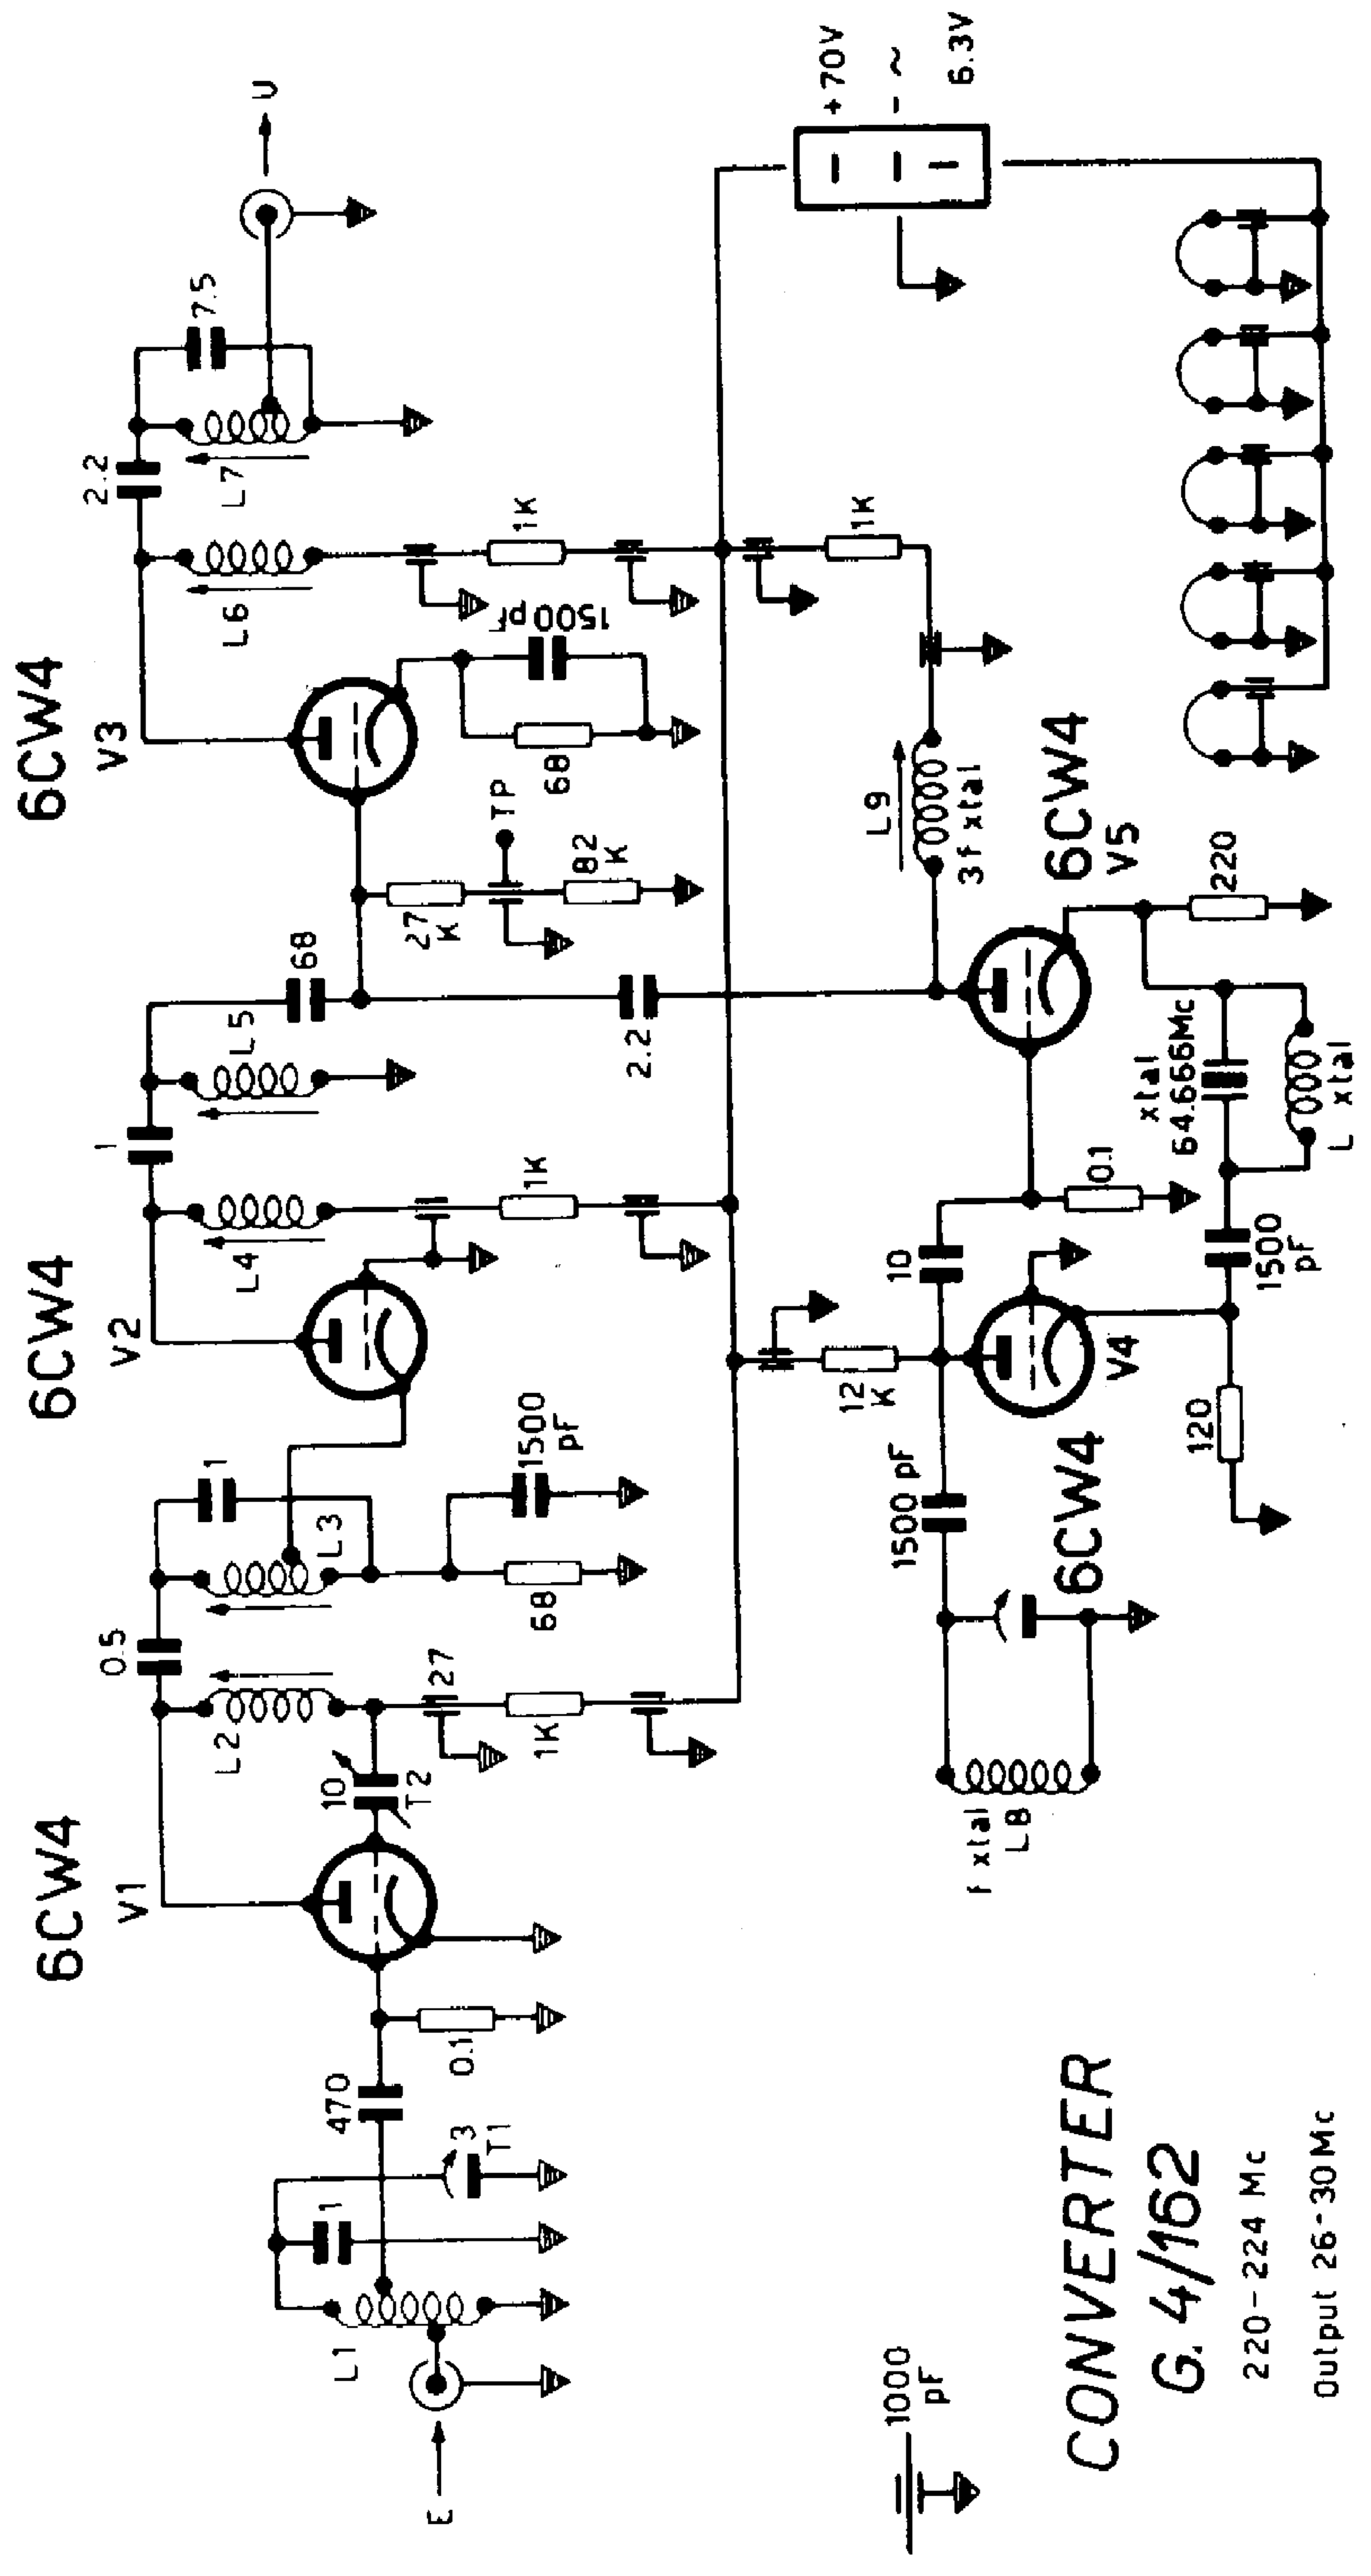 6CW4
V1
6CW4
V2
6CW4
V3
E
L1
1
3
T1
470
0.1
10
T2
L2
0.5
27
1K
1
L3
68
1500
pF
L4
1
1K
L5
68
2.2
27
K
82
K
TP
68
1500 pF
L6
2.2
L7
7.5
1K
U
+70V
- ~
6.3V
1K
L9
3f xtal
6CW4
V5
220
xtal
64.666Mc
L xtal
0.1
10
1500
pF
12
K
V4
120
6CW4
1500 pF
f xtal
L8
1000
pF
CONVERTER
G. 4/162
220-224 Mc
Output 26-30Mc